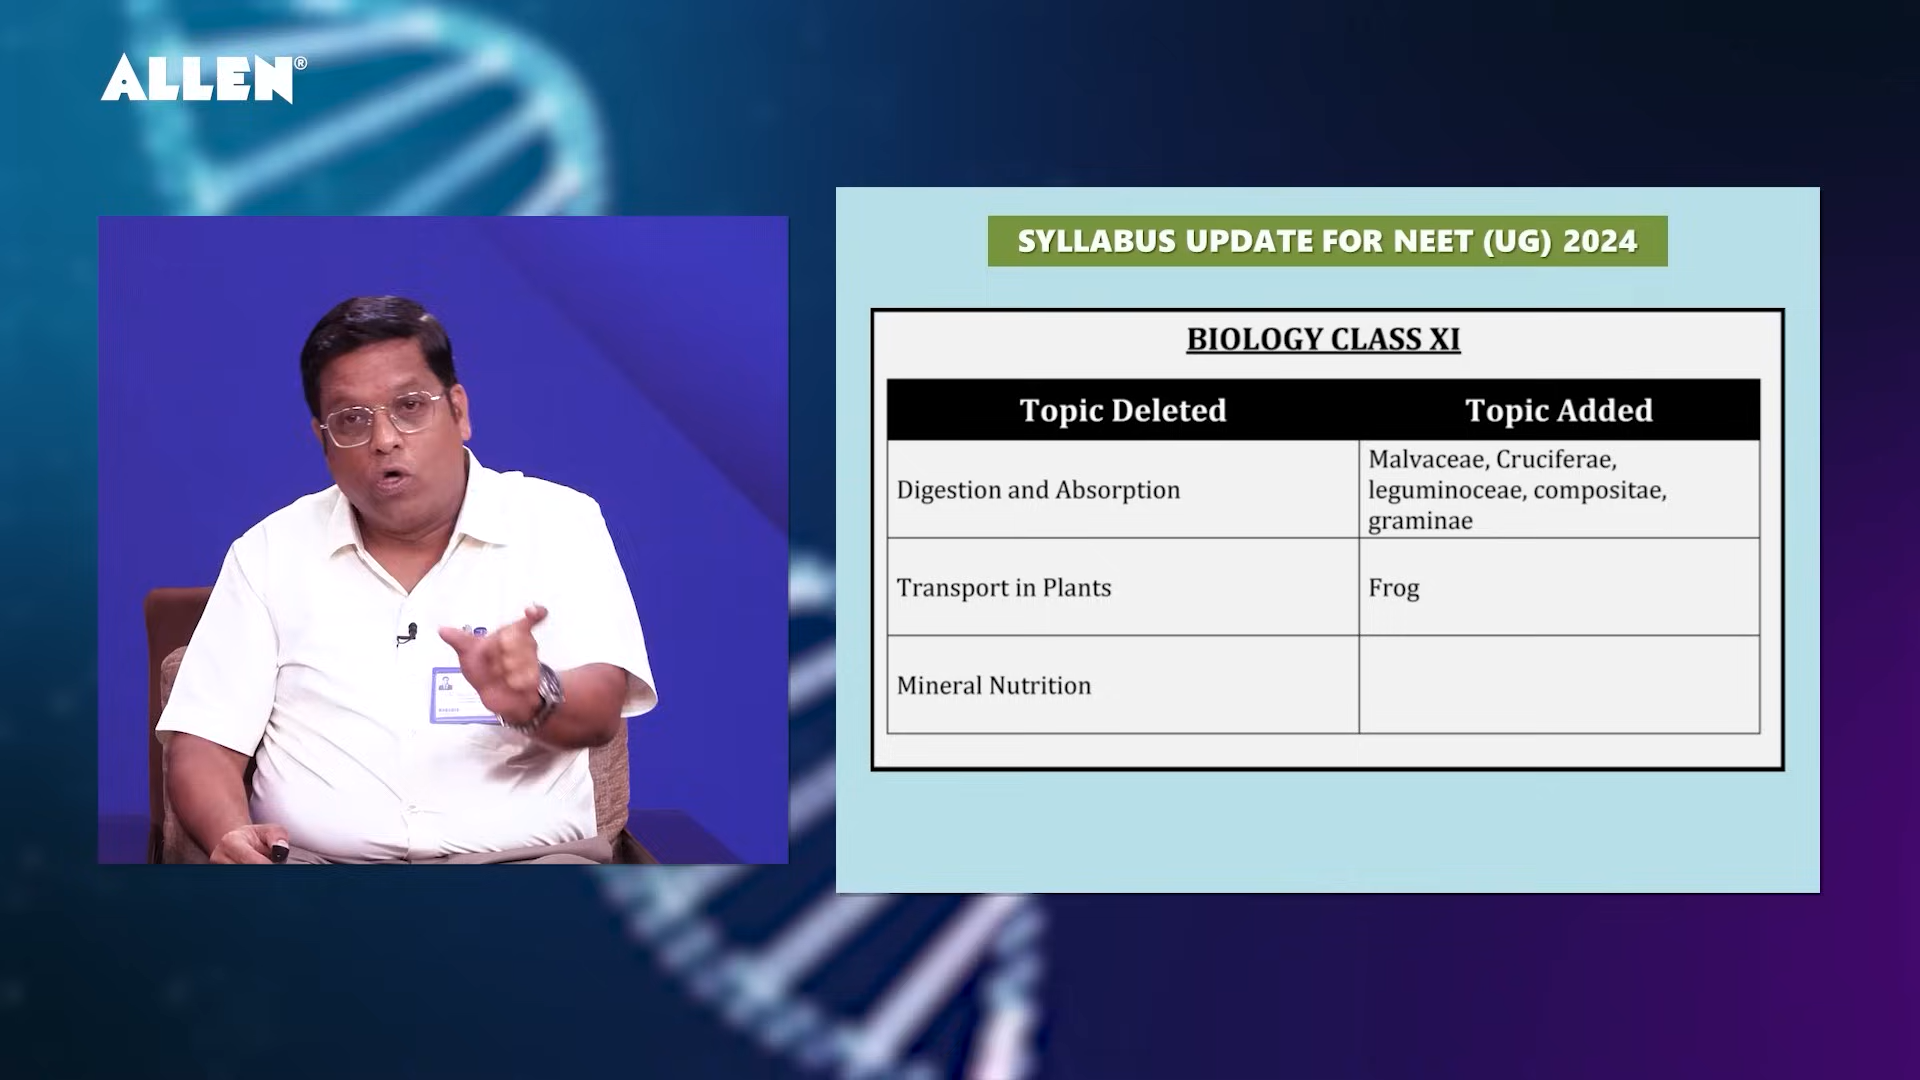 ALLEN®
SYLLABUS UPDATE FOR NEET (UG) 2024
BIOLOGY CLASS XI
Topic Deleted
Topic Added
Digestion and Absorption
Malvaceae, Cruciferae,
leguminoceae, compositae,
graminae
Transport in Plants
Frog
Mineral Nutrition